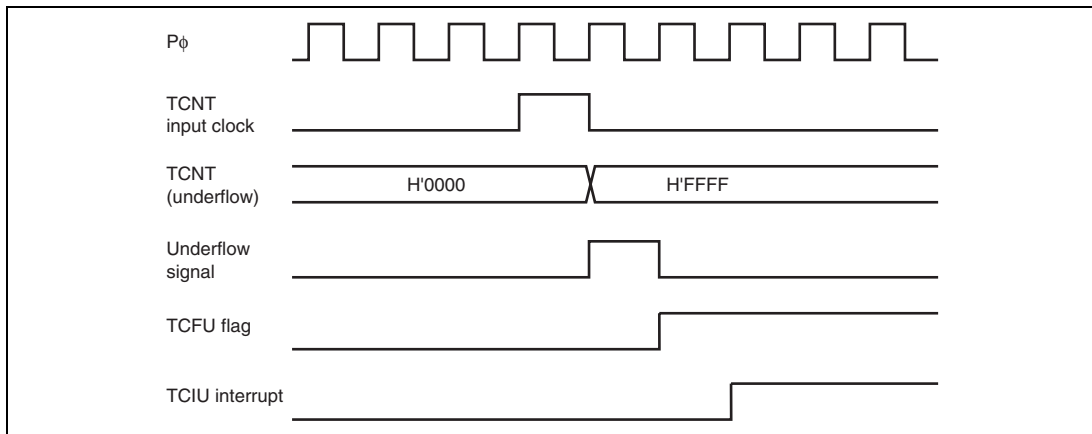 Pφ
TCNT
input clock
TCNT
(underflow)
H'0000
H'FFFF
Underflow
signal
TCFU flag
TCIU interrupt